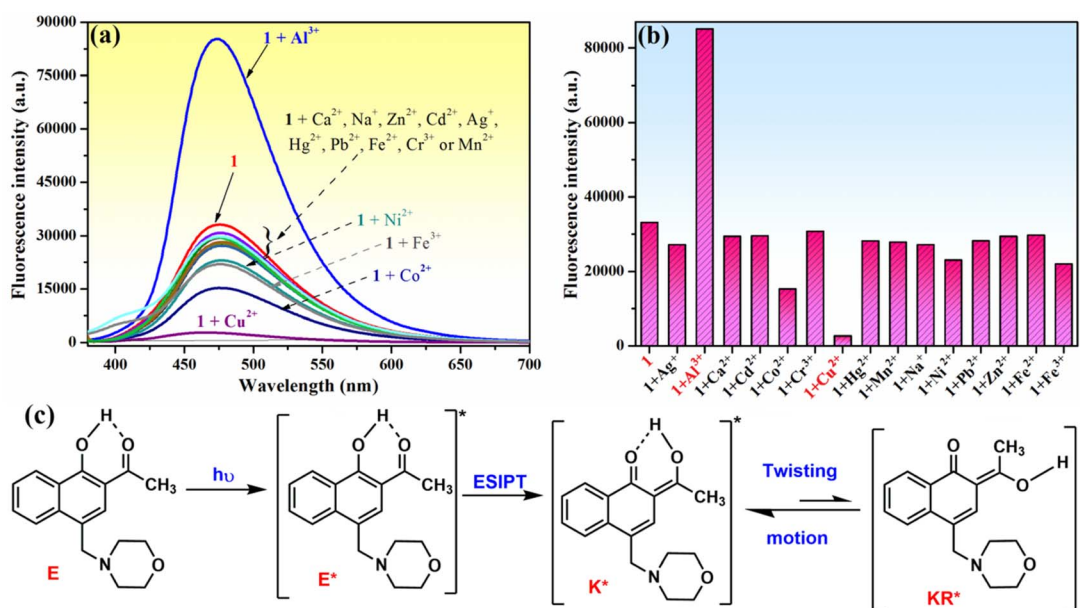 (a)
Fluorescence intensity (a.u.)
90000
75000
60000
45000
30000
15000
0
400
450
500
550
600
650
700
Wavelength (nm)
1 + Al³⁺
1 + Ca²⁺, Na⁺, Zn²⁺, Cd²⁺, Ag⁺,
Hg²⁺, Pb²⁺, Fe²⁺, Cr³⁺ or Mn²⁺
1
}
1 + Ni²⁺
1 + Fe³⁺
1 + Co²⁺
1 + Cu²⁺
(b)
Fluorescence intensity (a.u.)
80000
60000
40000
20000
0
1
1+Ag⁺
1+Al³⁺
1+Ca²⁺
1+Cd²⁺
1+Co²⁺
1+Cr³⁺
1+Cu²⁺
1+Hg²⁺
1+Mn²⁺
1+Na⁺
1+Ni²⁺
1+Pb²⁺
1+Zn²⁺
1+Fe²⁺
1+Fe³⁺
(c)
H
O
O
CH₃
N
O
E
hυ
H
O
O
CH₃
N
O
*
E*
ESIPT
H
O
O
CH₃
N
O
*
K*
Twisting
motion
O
CH₃
O
H
N
O
*
KR*